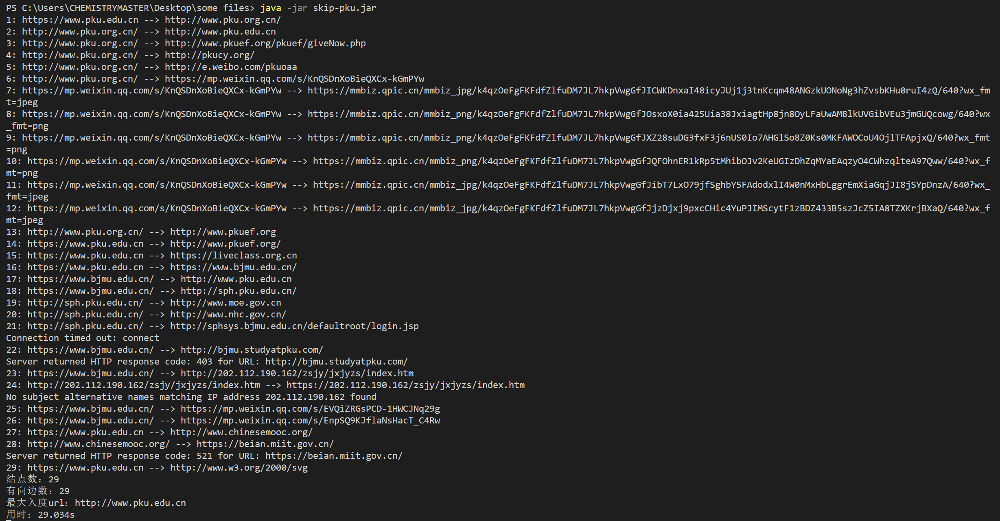 PS C:\Users\CHEMISTRYMASTER\Desktop\some files> java -jar skip-pku.jar
1: https://www.pku.edu.cn --> http://www.pku.org.cn/
2: http://www.pku.org.cn/ --> http://www.pku.edu.cn
3: http://www.pku.org.cn/ --> http://www.pkuef.org/pkuef/giveNow.php
4: http://www.pku.org.cn/ --> http://pkucy.org/
5: http://www.pku.org.cn/ --> http://e.weibo.com/pkuoaa
6: http://www.pku.org.cn/ --> https://mp.weixin.qq.com/s/KnQSDnXoBieQXCx-kGmPYw
7: https://mp.weixin.qq.com/s/KnQSDnXoBieQXCx-kGmPYw --> https://mmbiz.qpic.cn/mmbiz_jpg/k4qzOeFgFKFdfZlfuDM7JL7hkpVwgGfJICWKDnxaI48icyJUj1j3tnKcqm48ANGzkUONoNg3hZvsbKHu0ruI4zQ/640?wx_fm
t=jpeg
8: https://mp.weixin.qq.com/s/KnQSDnXoBieQXCx-kGmPYw --> https://mmbiz.qpic.cn/mmbiz_png/k4qzOeFgFKFdfZlfuDM7JL7hkpVwgGfJOsxoX0ia425Uia38JxiagtHp8jn8OyLFaUwAMBlkUVGibVEu3jmGUQcowg/640?wx
_fmt=png
9: https://mp.weixin.qq.com/s/KnQSDnXoBieQXCx-kGmPYw --> https://mmbiz.qpic.cn/mmbiz_png/k4qzOeFgFKFdfZlfuDM7JL7hkpVwgGfJXZ28suDG3fxF3j6nUS0Io7AHGlSo8Z0Ks0MKFAWOCoU4OjlTFApjxQ/640?wx_fmt
=png
10: https://mp.weixin.qq.com/s/KnQSDnXoBieQXCx-kGmPYw --> https://mmbiz.qpic.cn/mmbiz_png/k4qzOeFgFKFdfZlfuDM7JL7hkpVwgGfJQFOhnER1kRp5tMhibOJv2KeUGIzDhZqMYaEAqzyO4CWhzqlteA97Qww/640?wx_f
mt=png
11: https://mp.weixin.qq.com/s/KnQSDnXoBieQXCx-kGmPYw --> https://mmbiz.qpic.cn/mmbiz_jpg/k4qzOeFgFKFdfZlfuDM7JL7hkpVwgGfJibT7LxO79jfSghbY5FAdodxlI4W0nMxHbLggrEmXiaGqjJI8jSYpDnzA/640?wx_
fmt=jpeg
12: https://mp.weixin.qq.com/s/KnQSDnXoBieQXCx-kGmPYw --> https://mmbiz.qpic.cn/mmbiz_jpg/k4qzOeFgFKFdfZlfuDM7JL7hkpVwgGfJjzDjxj9pxcCHic4YuPJIMScytF1zBDZ433B5szJcZ5IA8TZXKrjBXaQ/640?wx_f
mt=jpeg
13: http://www.pku.org.cn/ --> http://www.pkuef.org
14: https://www.pku.edu.cn --> http://www.pkuef.org/
15: https://www.pku.edu.cn --> https://liveclass.org.cn
16: https://www.pku.edu.cn --> https://www.bjmu.edu.cn/
17: https://www.bjmu.edu.cn/ --> http://www.pku.edu.cn
18: https://www.bjmu.edu.cn/ --> http://sph.pku.edu.cn/
19: http://sph.pku.edu.cn/ --> http://www.moe.gov.cn
20: http://sph.pku.edu.cn/ --> http://www.nhc.gov.cn/
21: http://sph.pku.edu.cn/ --> http://sphsys.bjmu.edu.cn/defaultroot/login.jsp
Connection timed out: connect
22: https://www.bjmu.edu.cn/ --> http://bjmu.studyatpku.com/
Server returned HTTP response code: 403 for URL: http://bjmu.studyatpku.com/
23: https://www.bjmu.edu.cn/ --> http://202.112.190.162/zsjy/jxjyzs/index.htm
24: http://202.112.190.162/zsjy/jxjyzs/index.htm --> https://202.112.190.162/zsjy/jxjyzs/index.htm
No subject alternative names matching IP address 202.112.190.162 found
25: https://www.bjmu.edu.cn/ --> https://mp.weixin.qq.com/s/EVQiZRGsPCD-1HWCJNq29g
26: https://www.bjmu.edu.cn/ --> https://mp.weixin.qq.com/s/EnpSQ9KJflaNsHacT_C4Rw
27: https://www.pku.edu.cn --> http://www.chinesemooc.org/
28: http://www.chinesemooc.org/ --> https://beian.miit.gov.cn/
Server returned HTTP response code: 521 for URL: https://beian.miit.gov.cn/
29: https://www.pku.edu.cn --> http://www.w3.org/2000/svg
结点数: 29
有向边数: 29
最大入度url: http://www.pku.edu.cn
用时: 29.034s